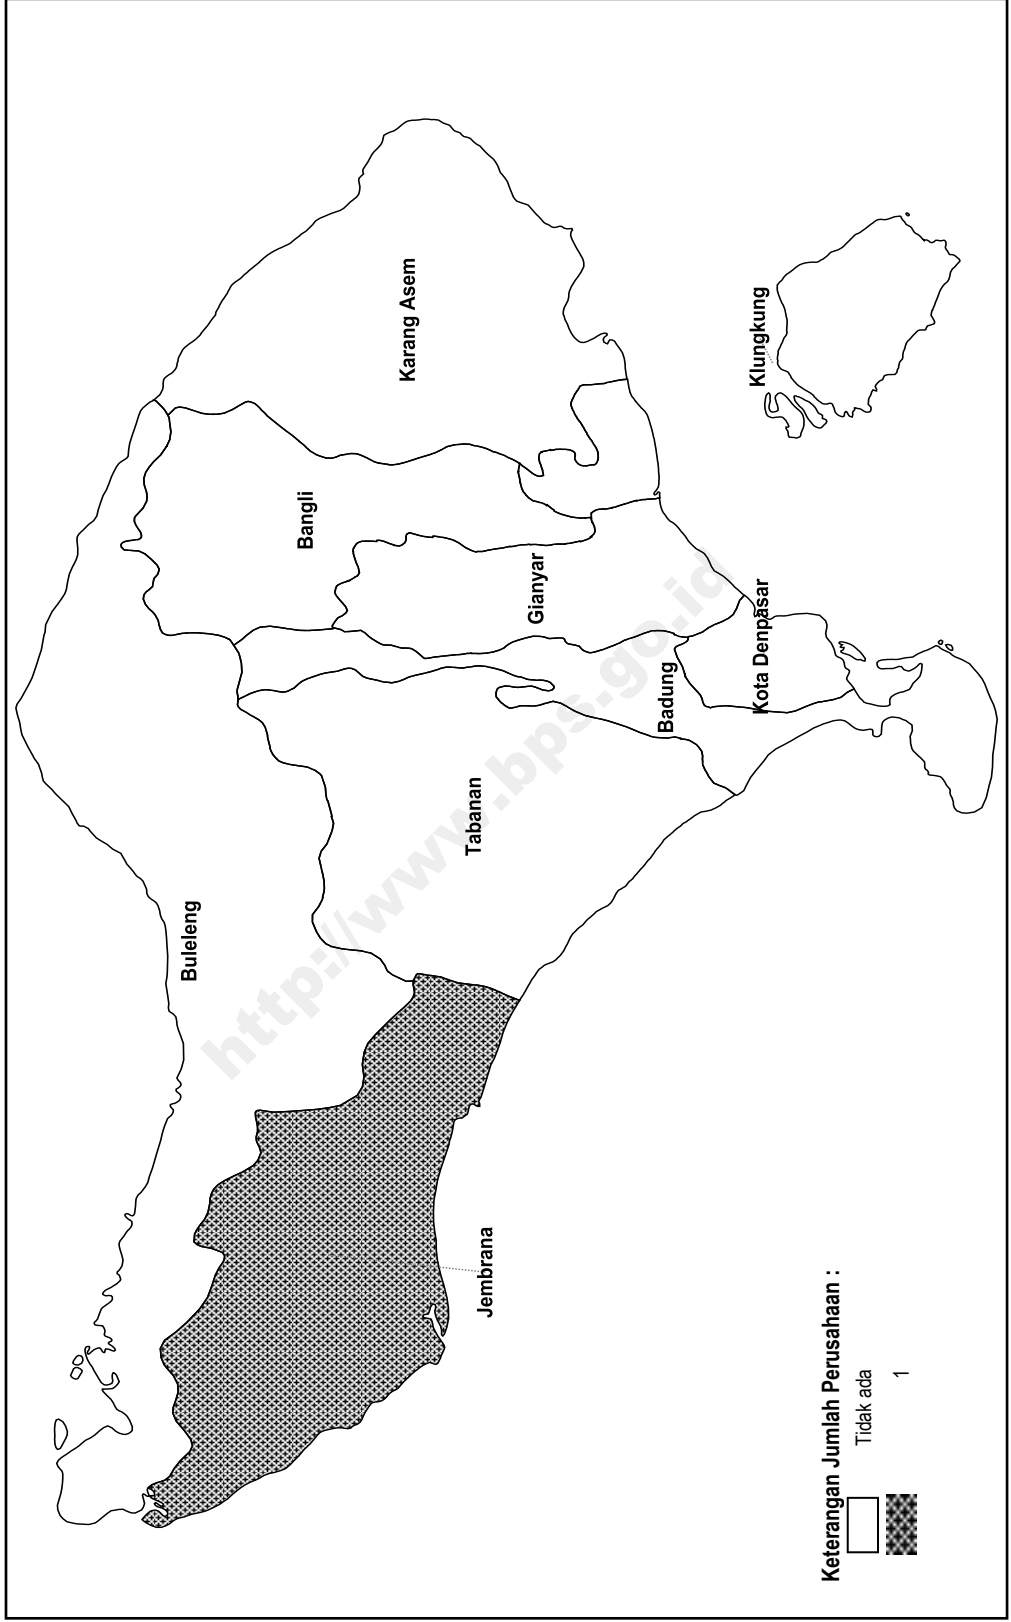 Buleleng
Karang Asem
Bangli
Gianyar
Klungkung
Kota Denpasar
Badung
Tabanan
Jembrana
http://www.bps.go.id
Keterangan Jumlah Perusahaan :
Tidak ada
1